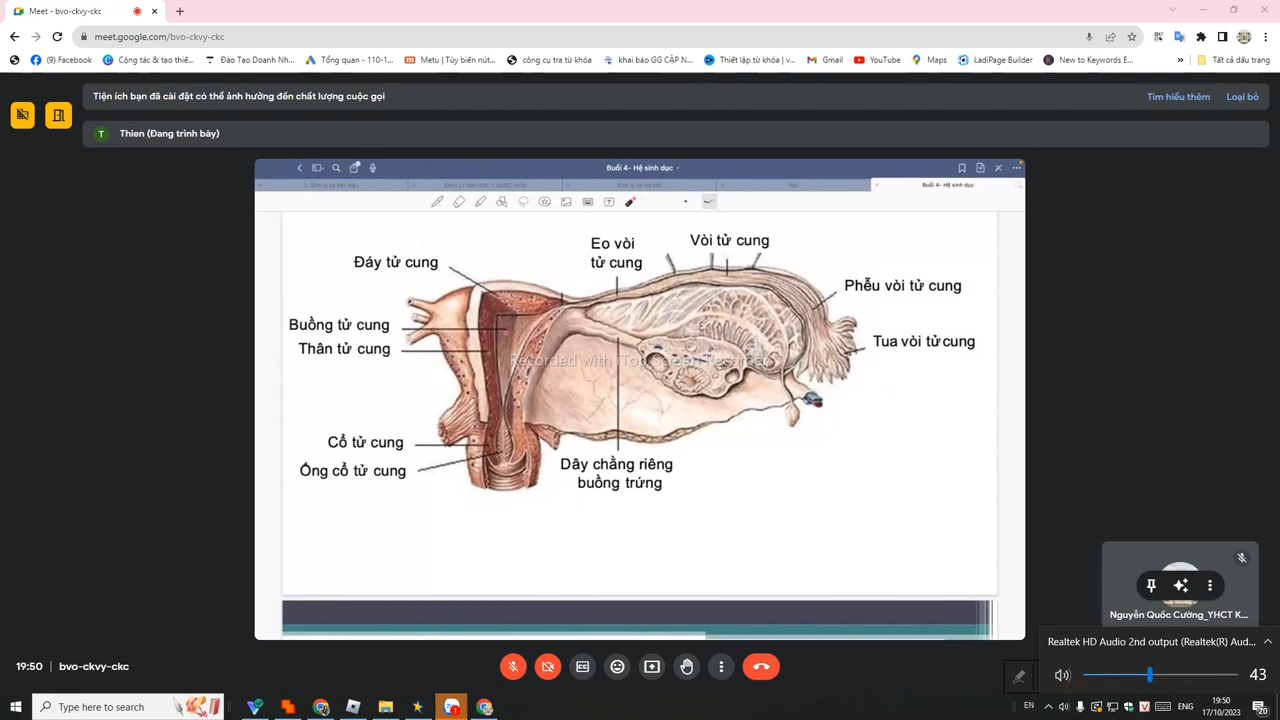 Meet - bvo-ckvy-ckc
meet.google.com/bvo-ckvy-ckc
(9) Facebook
Công tác & tạo thiế...
Đào Tạo Doanh Nh...
Tổng quan - 110-1...
Metu | Tùy biến nút...
công cụ tra từ khóa
khai báo GG CẬP N...
Thiết lập từ khóa | v...
Gmail
YouTube
Maps
LadiPage Builder
New to Keywords E...
»
Tất cả dấu trang
Tiện ích bạn đã cài đặt có thể ảnh hưởng đến chất lượng cuộc gọi
Tìm hiểu thêm
Loại bỏ
T
Thien (Đang trình bày)
Buổi 4- Hệ sinh dục
Buổi 4- Hệ sinh dục
Đáy tử cung
Eo vòi
tử cung
Vòi tử cung
Phễu vòi tử cung
Buồng tử cung
Thân tử cung
Tua vòi tử cung
Recorded with iTop Screen Recorder
Cổ tử cung
Ống cổ tử cung
Dây chằng riêng
buồng trứng
Nguyễn Quốc Cường_YHCT K...
Realtek HD Audio 2nd output (Realtek(R) Aud...
43
19:50
bvo-ckvy-ckc
Type here to search
EN
V
19:50
17/10/2023
20